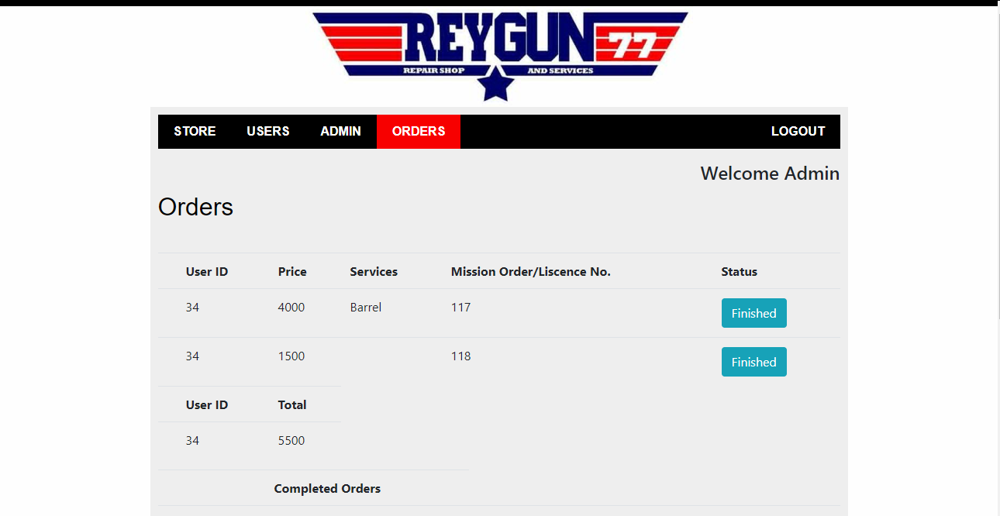 REYGUN 77
REPAIR SHOP AND SERVICES
STORE USERS ADMIN ORDERS LOGOUT
Welcome Admin
Orders
User ID Price Services Mission Order/Liscence No. Status
34 4000 Barrel 117 Finished
34 1500 118 Finished
User ID Total
34 5500
Completed Orders